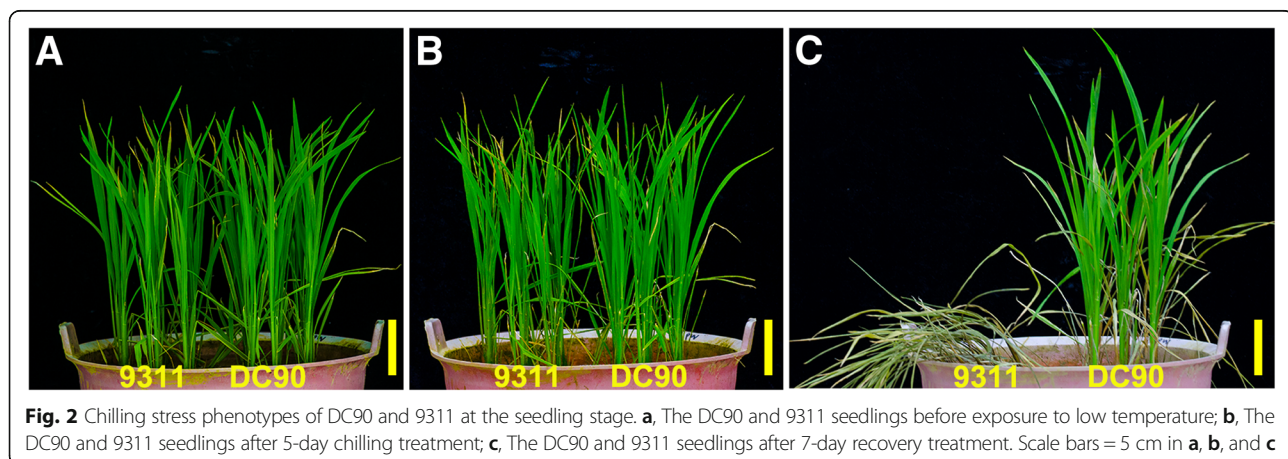 A B C
9311 DC90 9311 DC90 9311 DC90
Fig. 2 Chilling stress phenotypes of DC90 and 9311 at the seedling stage. a, The DC90 and 9311 seedlings before exposure to low temperature; b, The
DC90 and 9311 seedlings after 5-day chilling treatment; c, The DC90 and 9311 seedlings after 7-day recovery treatment. Scale bars = 5 cm in a, b, and c